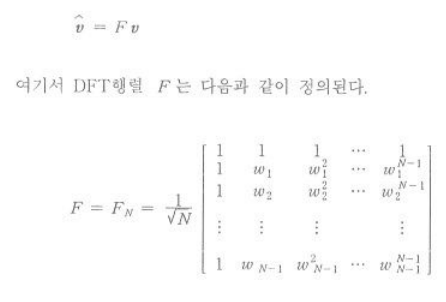 v̂ = F v
여기서 DFT행렬 F 는 다음과 같이 정의된다.
F = F_N = 1/√N [
1 1 1 ⋯ 1
1 w_1 w_1^2 ⋯ w_1^{N-1}
1 w_2 w_2^2 ⋯ w_2^{N-1}
⋮ ⋮ ⋮ ⋮
1 w_{N-1} w_{N-1}^2 ⋯ w_{N-1}^{N-1}
]